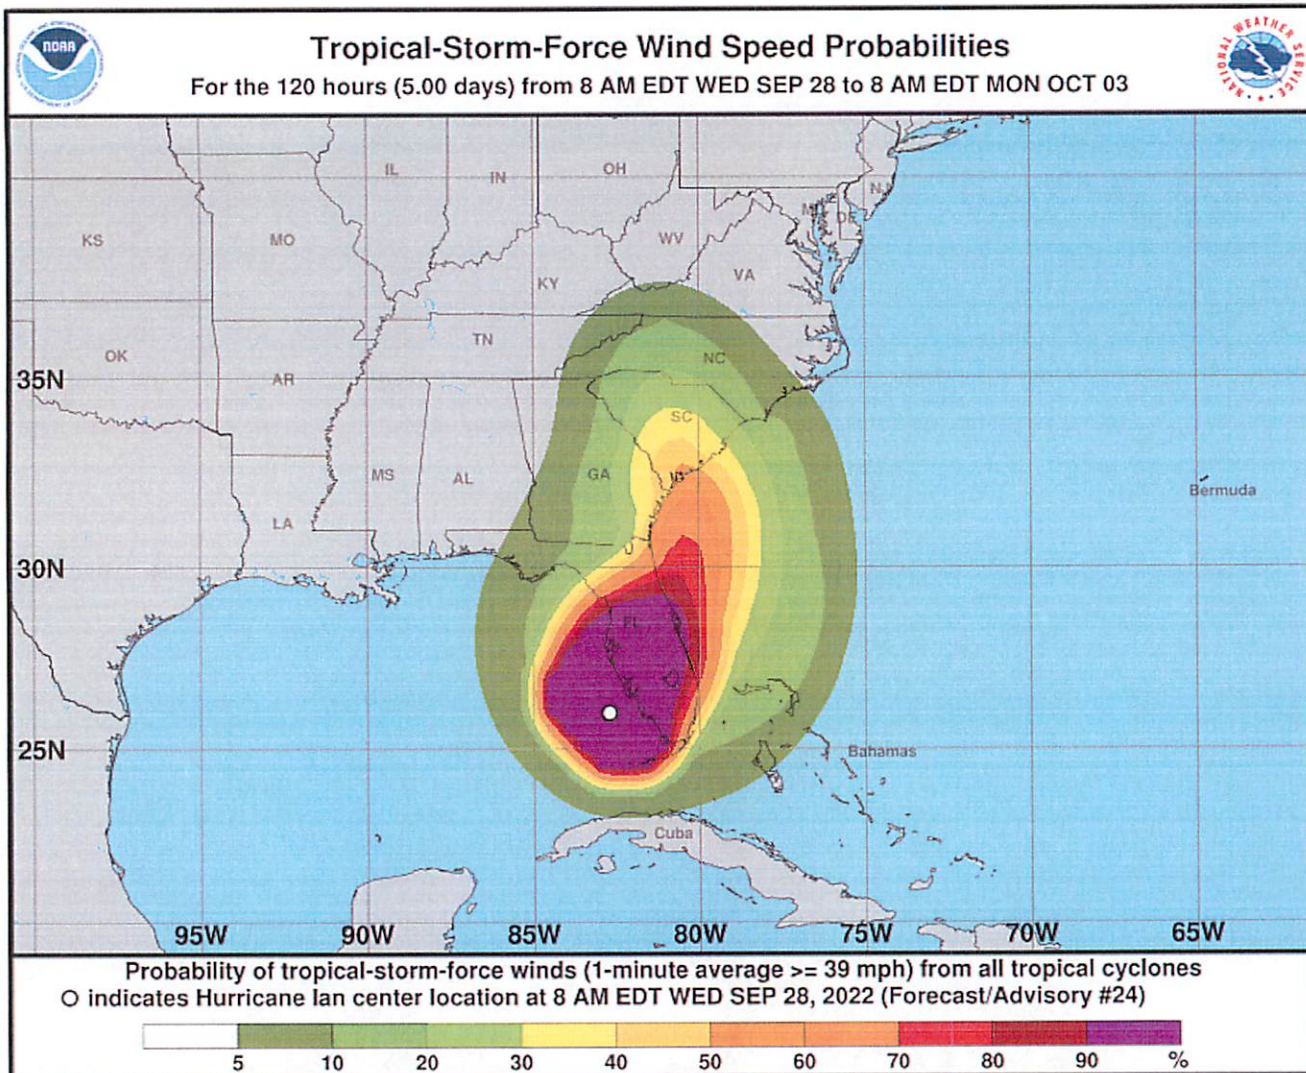 NOAA
Tropical-Storm-Force Wind Speed Probabilities
For the 120 hours (5.00 days) from 8 AM EDT WED SEP 28 to 8 AM EDT MON OCT 03
NATIONAL WEATHER SERVICE
IL
IN
OH
NJ
DE
KS
MO
WV
VA
KY
OK
TN
NC
AR
35N
SC
MS
AL
GA
Bermuda
LA
30N
FL
25N
Bahamas
Cuba
95W
90W
85W
80W
75W
70W
65W
Probability of tropical-storm-force winds (1-minute average >= 39 mph) from all tropical cyclones
O indicates Hurricane Ian center location at 8 AM EDT WED SEP 28, 2022 (Forecast/Advisory #24)
5 10 20 30 40 50 60 70 80 90 %